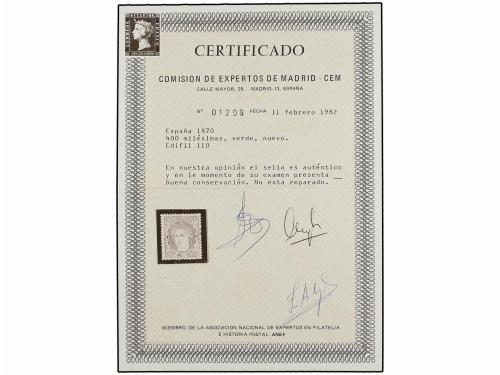 CERTIFICADO
COMISION DE EXPERTOS DE MADRID - CEM
CALLE MAYOR, 29. MADRID-13. ESPAÑA
Nº 01209 FECHA 11 febrero 1982
España 1870
400 milésimas, verde, nuevo.
Edifil 110
En nuestra opinión el sello es auténtico
y en le momento de su examen presenta
buena conservación. No esta reparado.
MIEMBRO DE LA ASOCIACION NACIONAL DE EXPERTOS EN FILATELIA
E HISTORIA POSTAL. ANEF